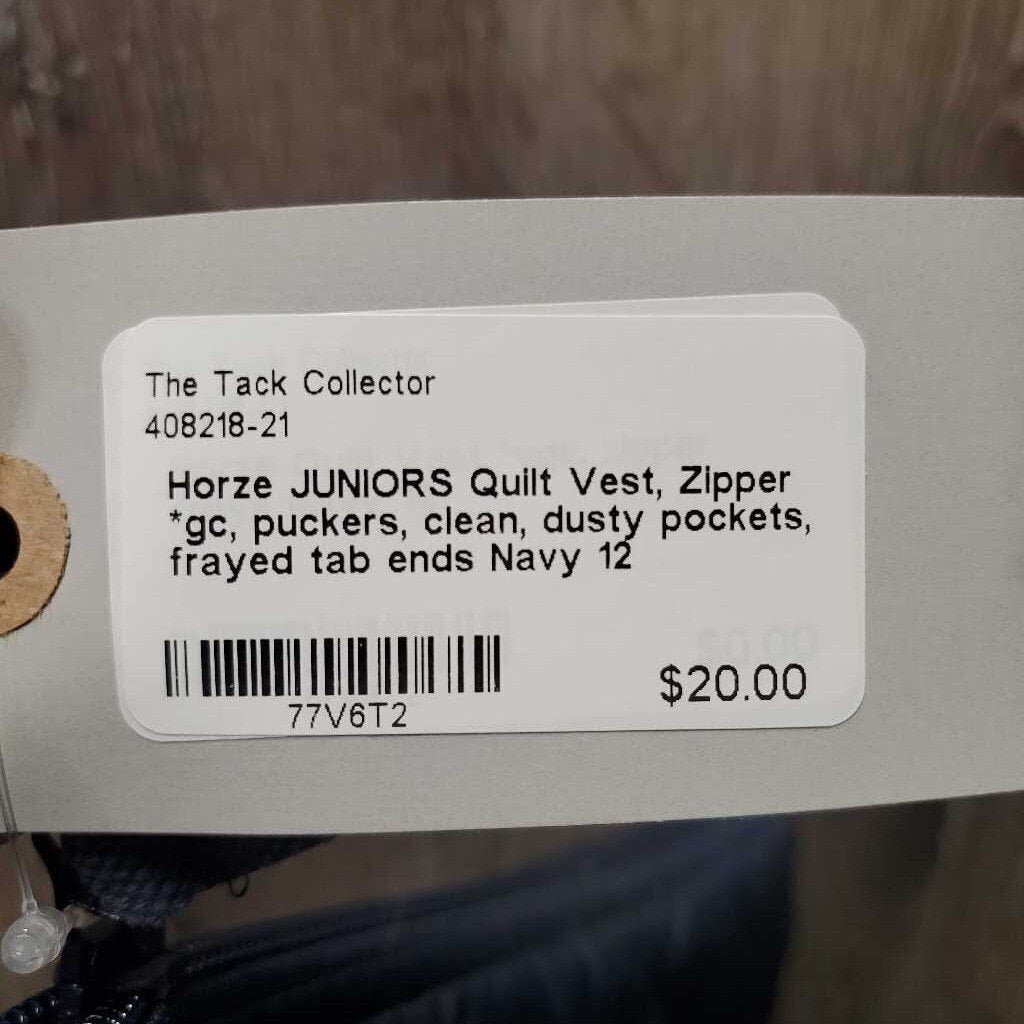 The Tack Collector
408218-21
Horze JUNIORS Quilt Vest, Zipper
*gc, puckers, clean, dusty pockets,
frayed tab ends Navy 12
77V6T2
$20.00